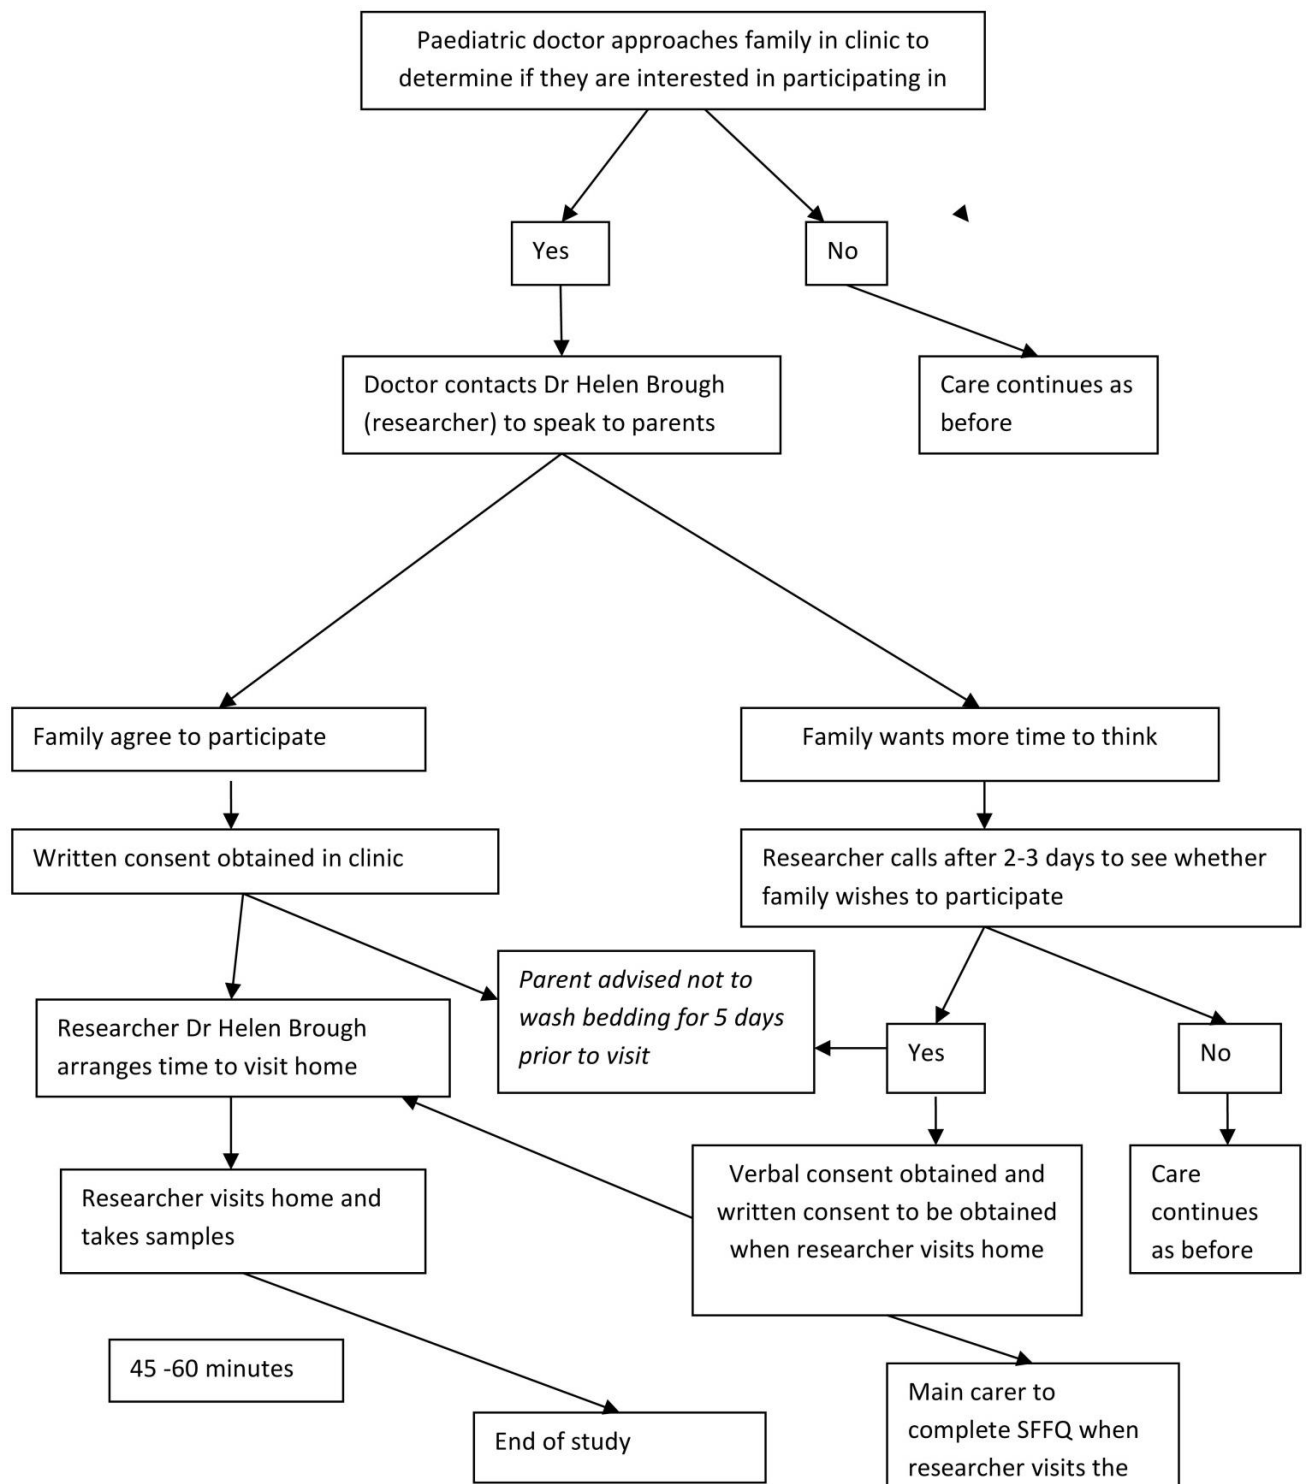 Paediatric doctor approaches family in clinic to
determine if they are interested in participating in
Yes
No
Doctor contacts Dr Helen Brough
(researcher) to speak to parents
Care continues as
before
Family agree to participate
Family wants more time to think
Written consent obtained in clinic
Researcher calls after 2-3 days to see whether
family wishes to participate
Parent advised not to
wash bedding for 5 days
prior to visit
Researcher Dr Helen Brough
arranges time to visit home
Yes
No
Researcher visits home and
takes samples
Verbal consent obtained and
written consent to be obtained
when researcher visits home
Care
continues
as before
45 -60 minutes
End of study
Main carer to
complete SFFQ when
researcher visits the